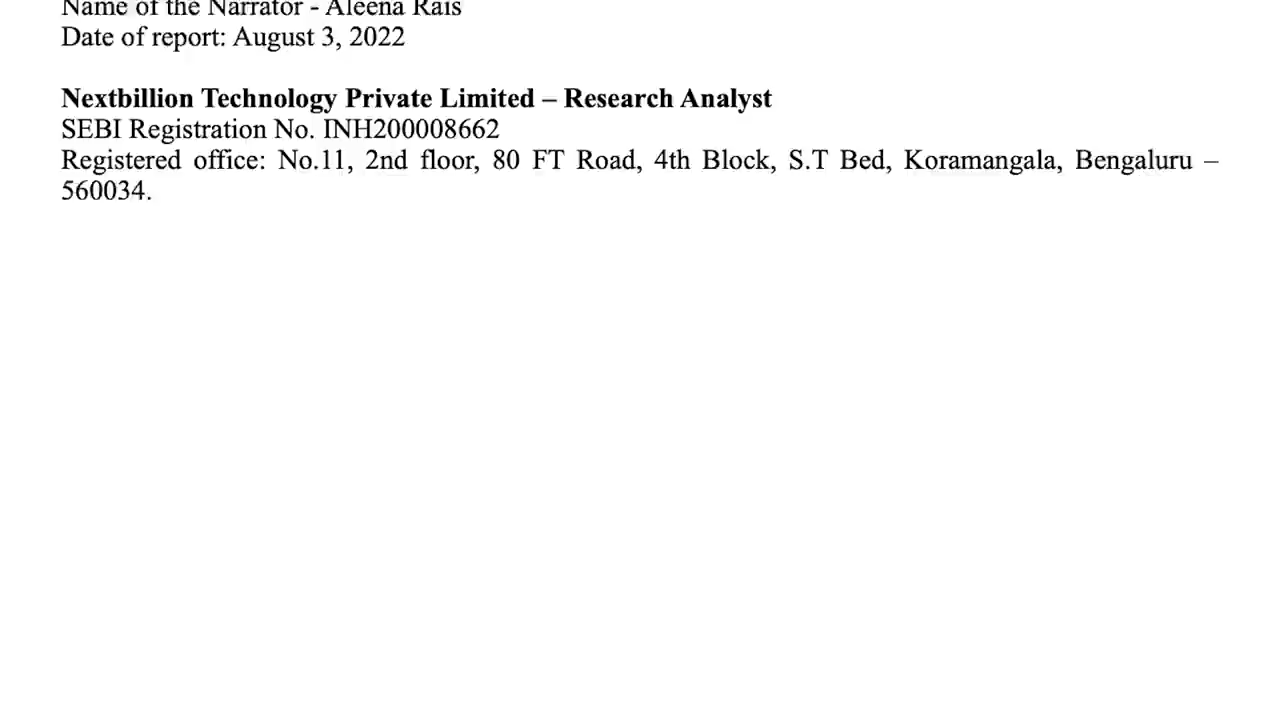 Name of the Narrator - Aleena Rais
Date of report: August 3, 2022
Nextbillion Technology Private Limited – Research Analyst
SEBI Registration No. INH200008662
Registered office: No.11, 2nd floor, 80 FT Road, 4th Block, S.T Bed, Koramangala, Bengaluru –
560034.